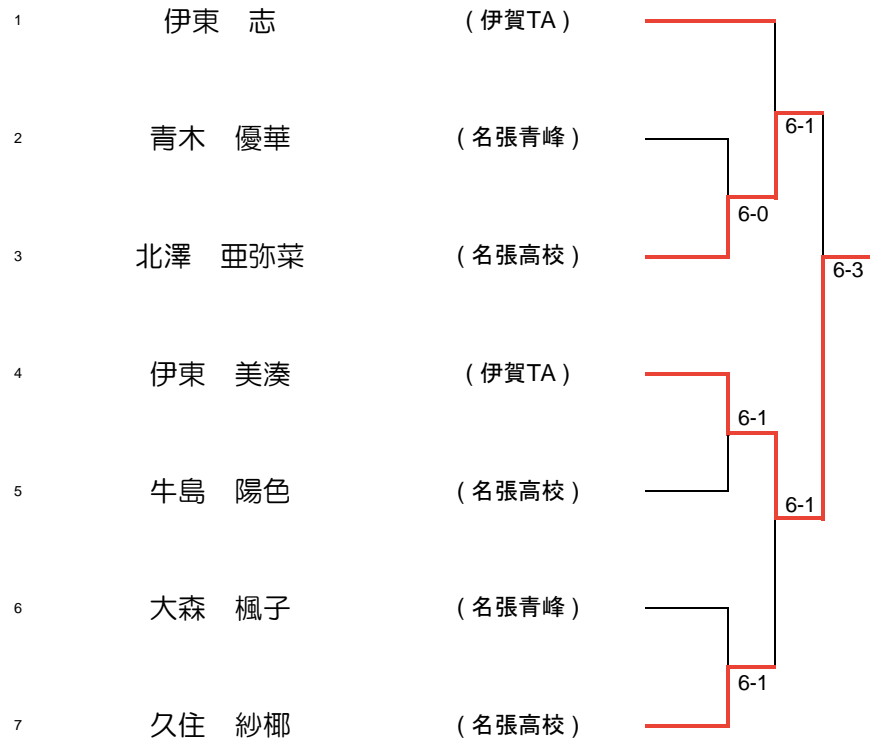 1 伊東　志 ( 伊賀TA )
6-1
2 青木　優華 ( 名張青峰 )
6-0
3 北澤　亜弥菜 ( 名張高校 )
6-3
4 伊東　美湊 ( 伊賀TA )
6-1
5 牛島　陽色 ( 名張高校 )
6-1
6 大森　楓子 ( 名張青峰 )
6-1
7 久住　紗椰 ( 名張高校 )